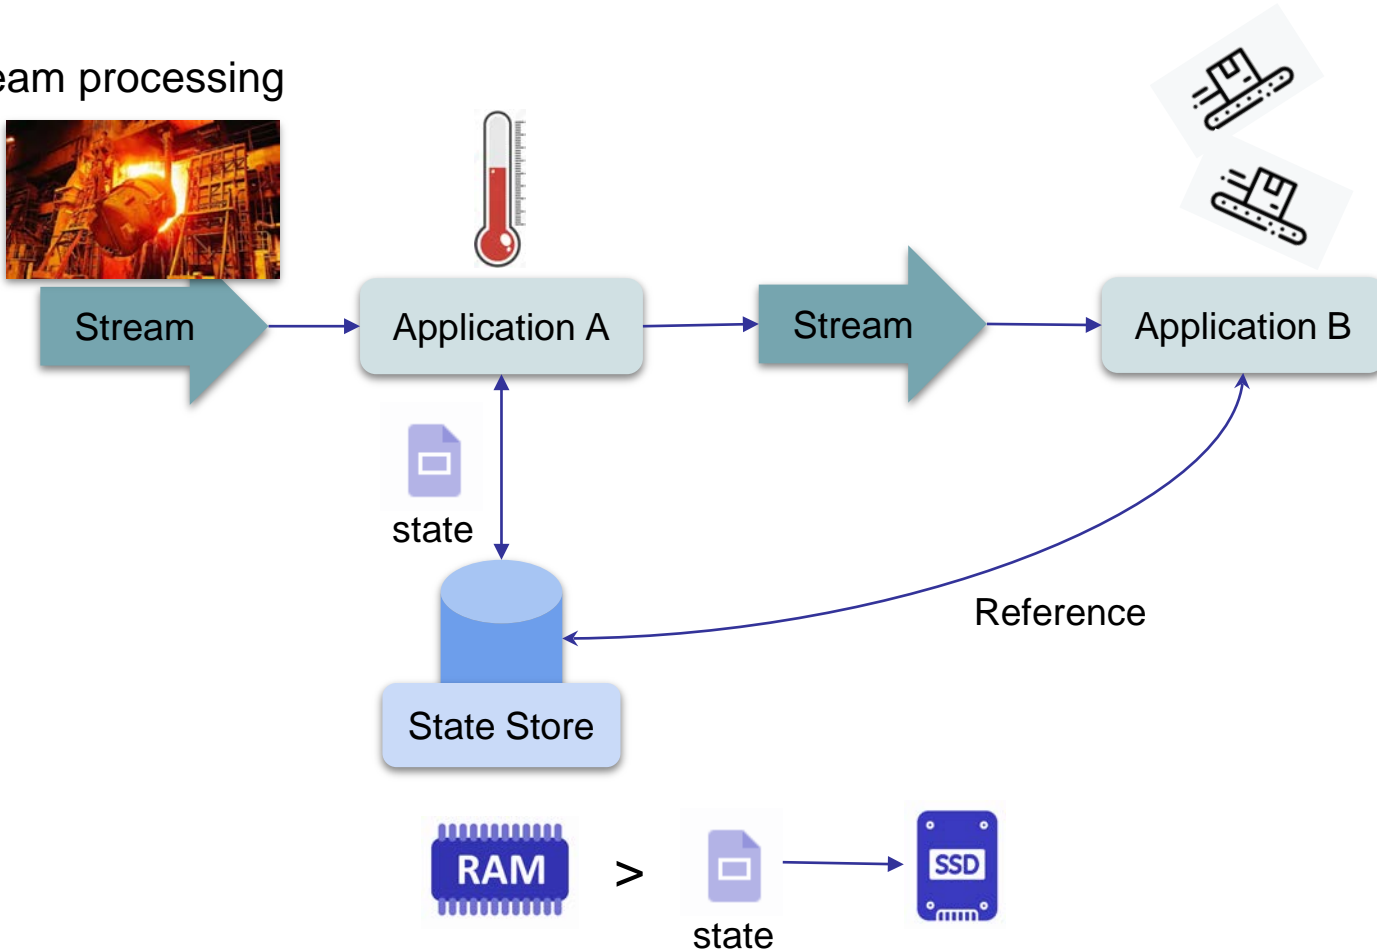 eam processing
Stream
Application A
Stream
Application B
state
Reference
State Store
RAM
>
SSD
state